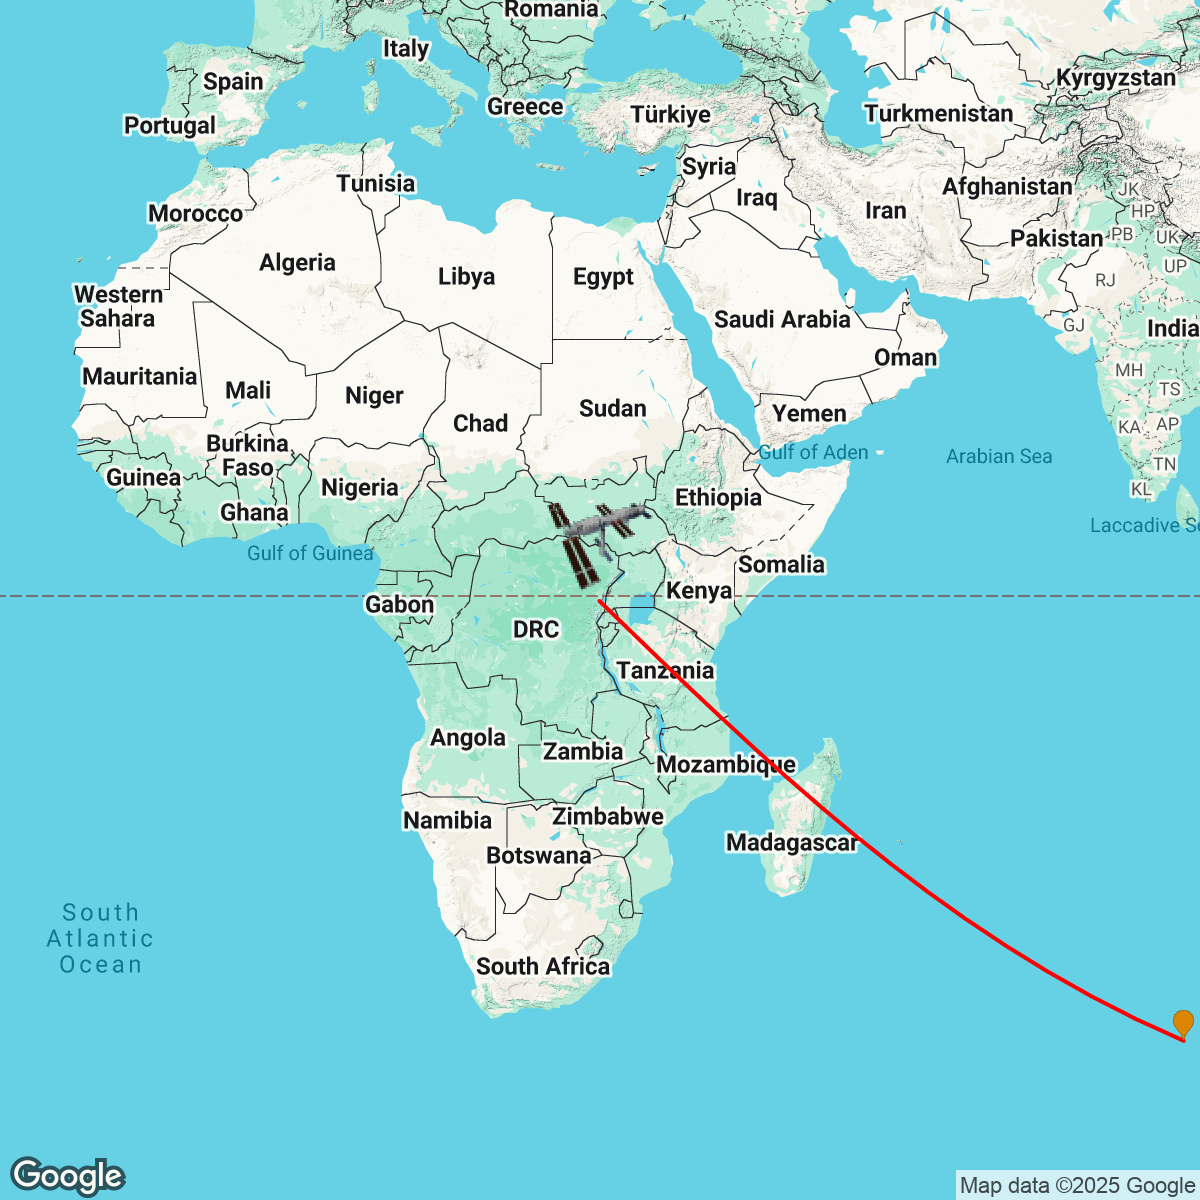 Romania
Italy
Spain
Kyrgyzstan
Greece
Türkiye
Turkmenistan
Portugal
Syria
Tunisia
Afghanistan
JK
Iraq
Morocco
Iran
HP
Pakistan
PB
UK
Algeria
Libya
Egypt
UP
RJ
Western
Sahara
Saudi Arabia
GJ
India
Oman
Mauritania
MH
Mali
Niger
TS
Sudan
Yemen
Chad
KA
AP
Burkina
Faso
Gulf of Aden
Arabian Sea
TN
Guinea
Nigeria
KL
Ethiopia
Ghana
Laccadive Se
Gulf of Guinea
Somalia
Kenya
Gabon
DRC
Tanzania
Angola
Zambia
Mozambique
Namibia
Zimbabwe
Madagascar
Botswana
South
Atlantic
Ocean
South Africa
Google
Map data ©2025 Google